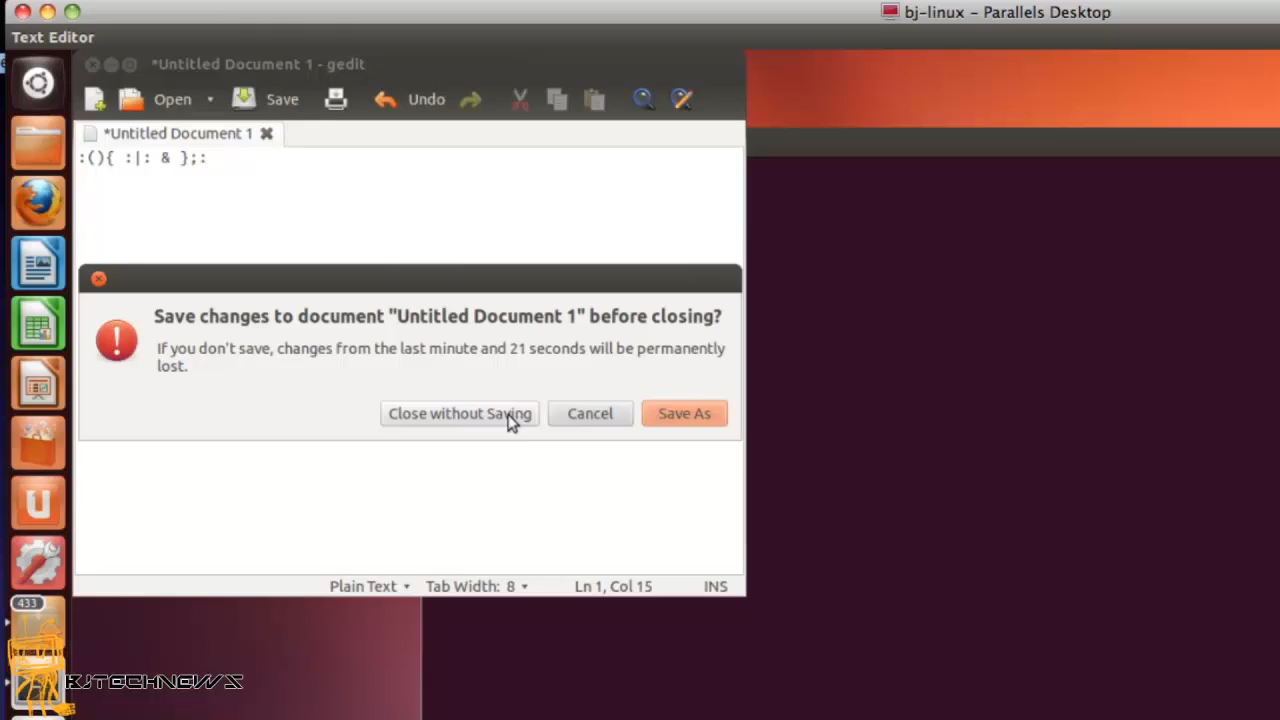 bj-linux - Parallels Desktop
Text Editor
*Untitled Document 1 - gedit
Open Save Undo
*Untitled Document 1
:(){ :|: & };:
Save changes to document "Untitled Document 1" before closing?
If you don't save, changes from the last minute and 21 seconds will be permanently
lost.
Close without Saving Cancel Save As
U
Plain Text Tab Width: 8 Ln 1, Col 15 INS
433
BJTECHNEWS